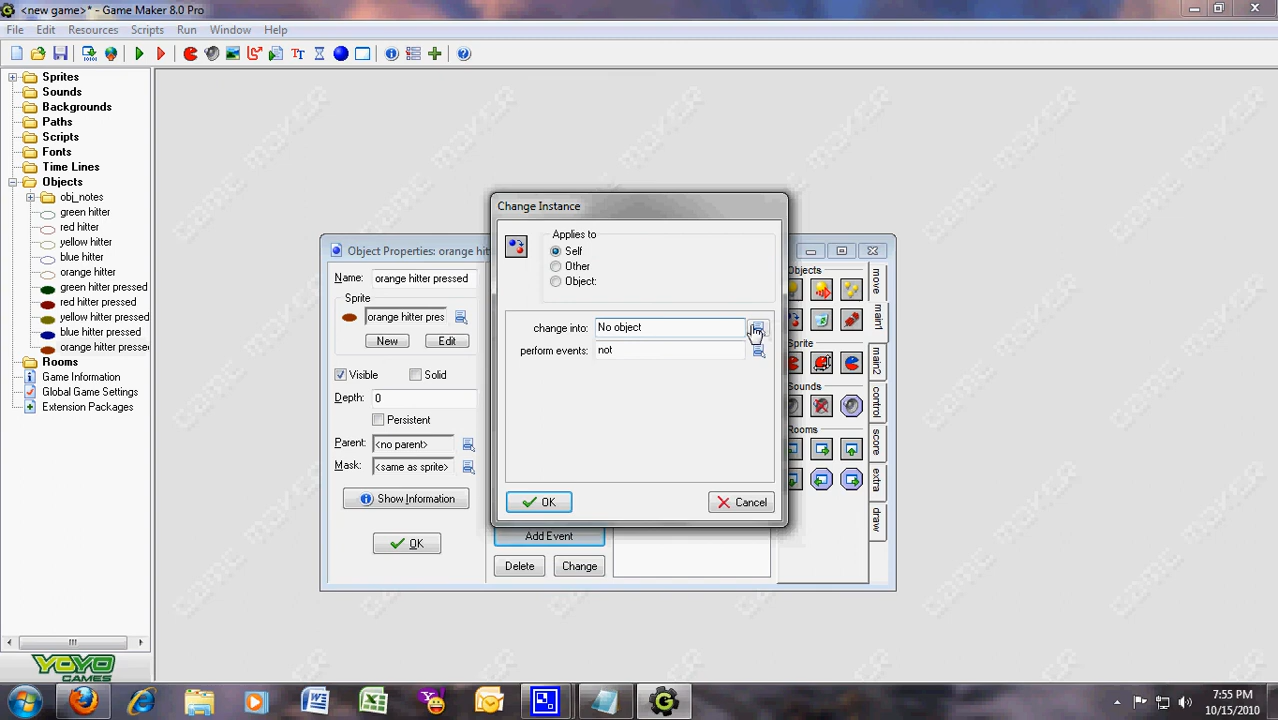 <new game>* - Game Maker 8.0 Pro
File Edit Resources Scripts Run Window Help
Sprites
Sounds
Backgrounds
Paths
Scripts
Fonts
Time Lines
Objects
obj_notes
green hitter
red hitter
yellow hitter
blue hitter
orange hitter
green hitter pressed
red hitter pressed
yellow hitter pressed
blue hitter pressed
orange hitter presse
Rooms
Game Information
Global Game Settings
Extension Packages
YOYO
GAMES
Object Properties: orange hit
Name: orange hitter pressed
Sprite
orange hitter pres
New Edit
Visible Solid
Depth: 0
Persistent
Parent: <no parent>
Mask: <same as sprite>
Show Information
OK
Change Instance
Applies to
Self
Other
Object:
change into: No object
perform events: not
OK Cancel
Add Event
Delete Change
Objects
Sprite
Sounds
Rooms
move
main1
main2
control
score
extra
draw
7:55 PM
10/15/2010